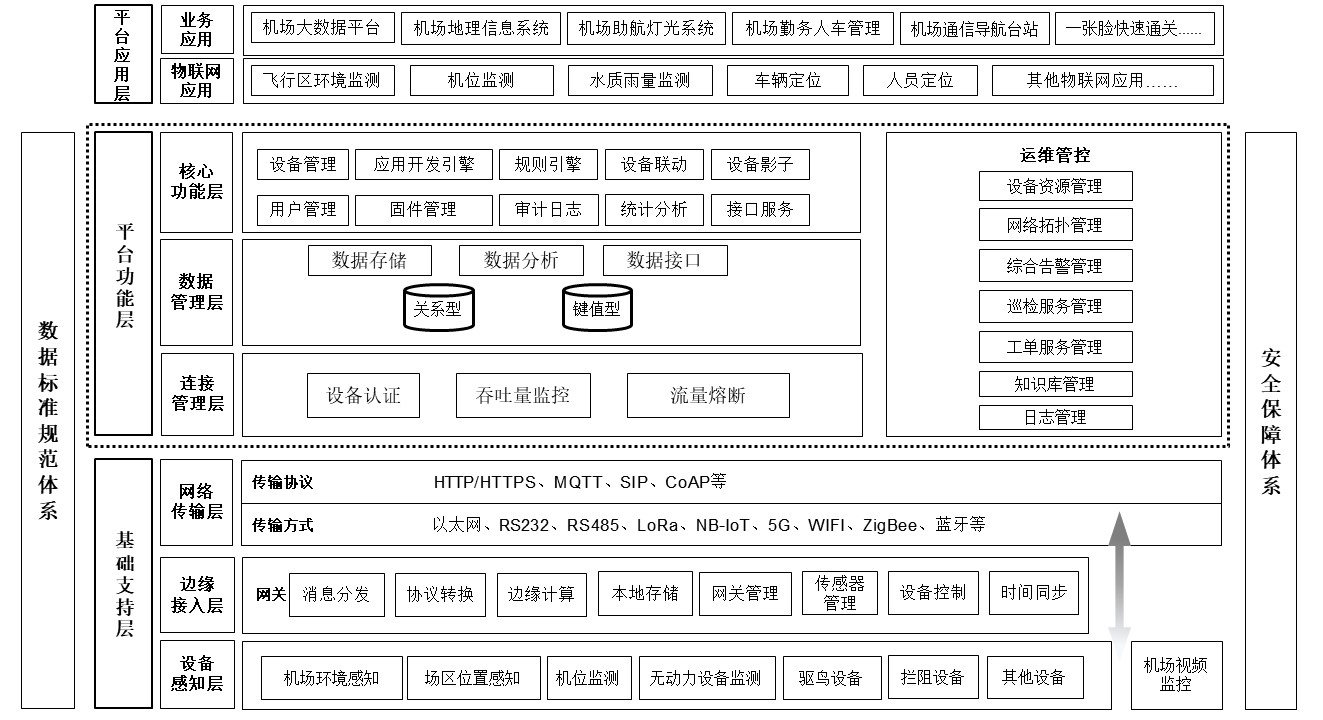 平台应用层
业务
应用
机场大数据平台
机场地理信息系统
机场助航灯光系统
机场勤务人车管理
机场通信导航台站
一张脸快速通关......
物联网
应用
飞行区环境监测
机位监测
水质雨量监测
车辆定位
人员定位
其他物联网应用……
数据标准规范体系
平台功能层
核心
功能层
设备管理
应用开发引擎
规则引擎
设备联动
设备影子
用户管理
固件管理
审计日志
统计分析
接口服务
数据
管理层
数据存储
数据分析
数据接口
关系型
键值型
连接
管理层
设备认证
吞吐量监控
流量熔断
运维管控
设备资源管理
网络拓扑管理
综合告警管理
巡检服务管理
工单服务管理
知识库管理
日志管理
安全保障体系
基础支持层
网络
传输层
传输协议
HTTP/HTTPS、MQTT、SIP、CoAP等
传输方式
以太网、RS232、RS485、LoRa、NB-IoT、5G、WIFI、ZigBee、蓝牙等
边缘
接入层
网关
消息分发
协议转换
边缘计算
本地存储
网关管理
传感器
管理
设备控制
时间同步
设备
感知层
机场环境感知
场区位置感知
机位监测
无动力设备监测
驱鸟设备
拦阻设备
其他设备
机场视频
监控